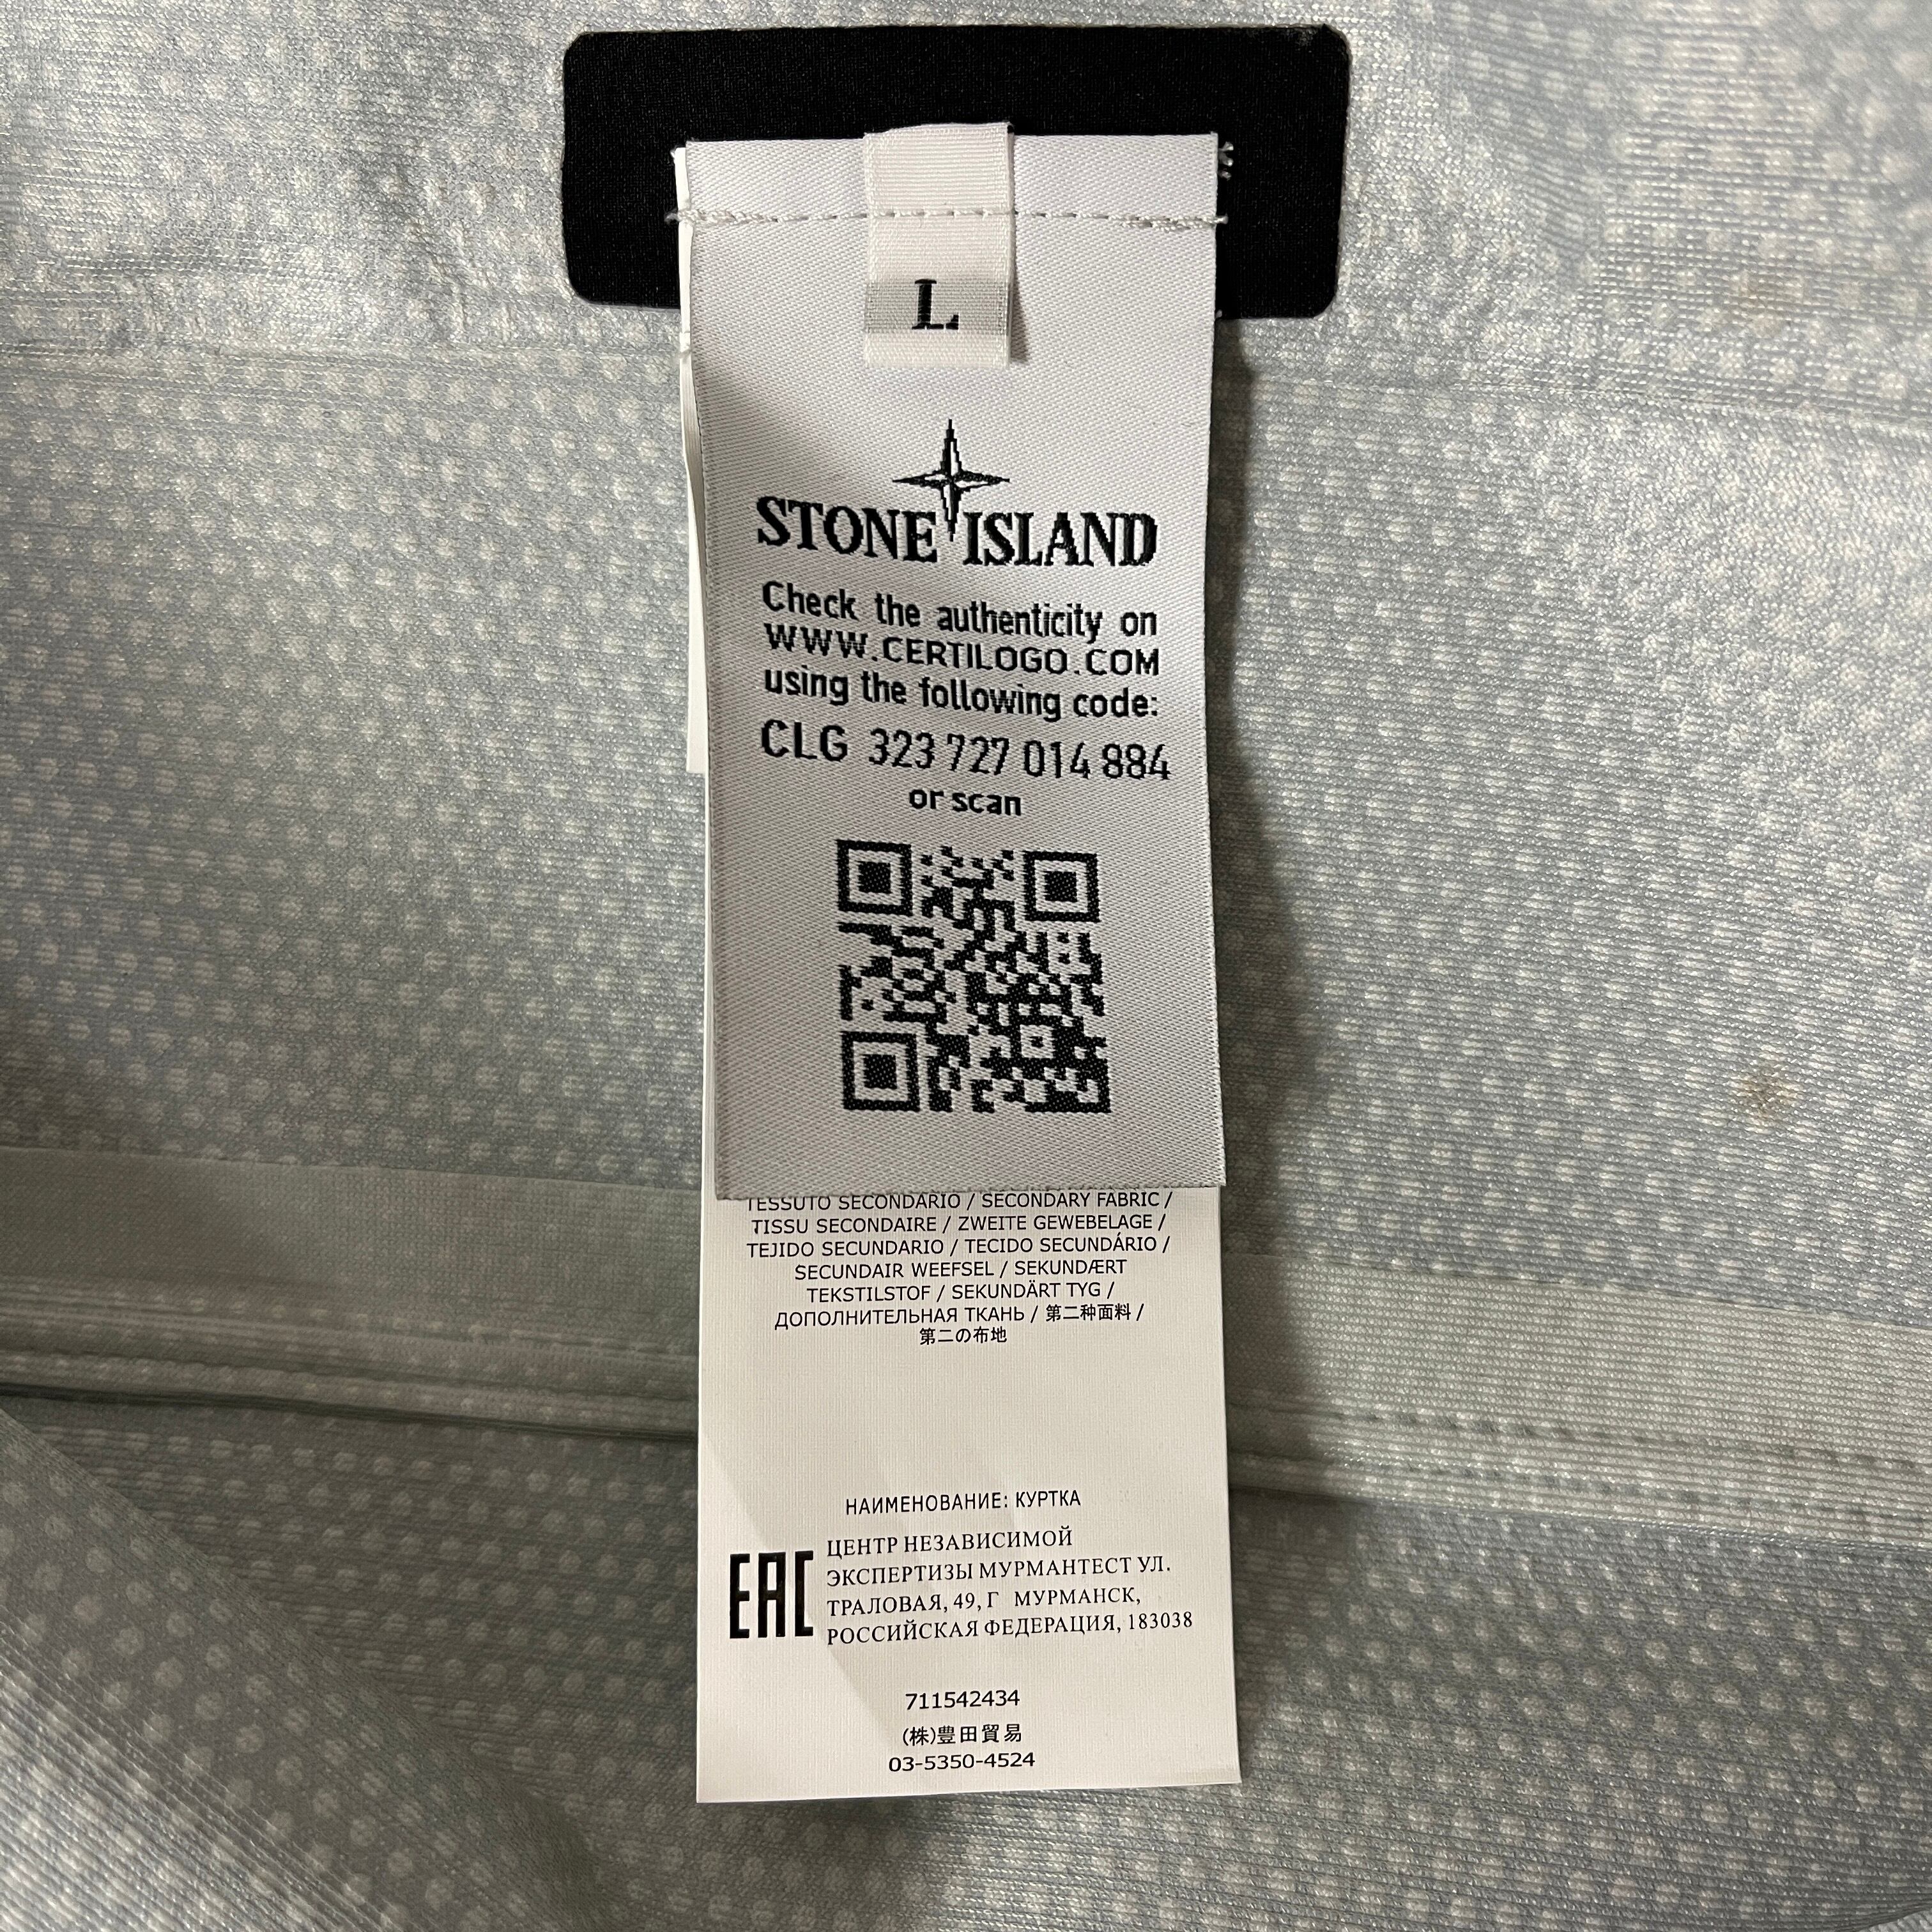 L
STONE ISLAND
Check the authenticity on
WWW.CERTILOGO.COM
using the following code:
CLG 323 727 014 884
or scan
TESSUTO SECONDARIO / SECONDARY FABRIC /
TISSU SECONDAIRE / ZWEITE GEWEBELAGE /
TEJIDO SECUNDARIO / TECIDO SECUNDÁRIO /
SECUNDAIR WEEFSEL / SEKUNDÆRT
TEKSTILSTOF / SEKUNDÄRT TYG /
ДОПОЛНИТЕЛЬНАЯ ТКАНЬ / 第二种面料 /
第二の布地
НАИМЕНОВАНИЕ: КУРТКА
EAC
ЦЕНТР НЕЗАВИСИМОЙ
ЭКСПЕРТИЗЫ МУРМАНТЕСТ УЛ.
ТРАЛОВАЯ, 49, Г МУРМАНСК,
РОССИЙСКАЯ ФЕДЕРАЦИЯ, 183038
711542434
(株)豊田貿易
03-5350-4524